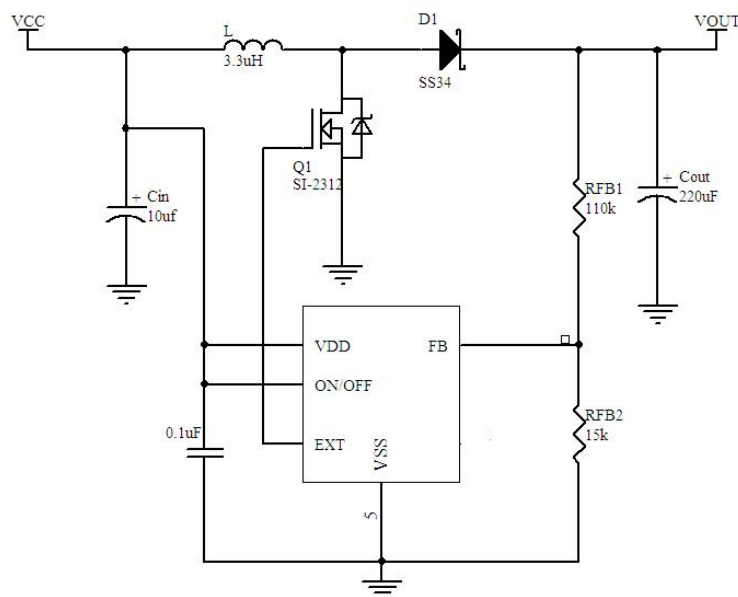 VCC
L
3.3uH
D1
SS34
VOUT
Q1
SI-2312
+ Cin
10uf
RFB1
110k
+ Cout
220uF
VDD
FB
ON/OFF
EXT
VSS
0.1uF
RFB2
15k
5